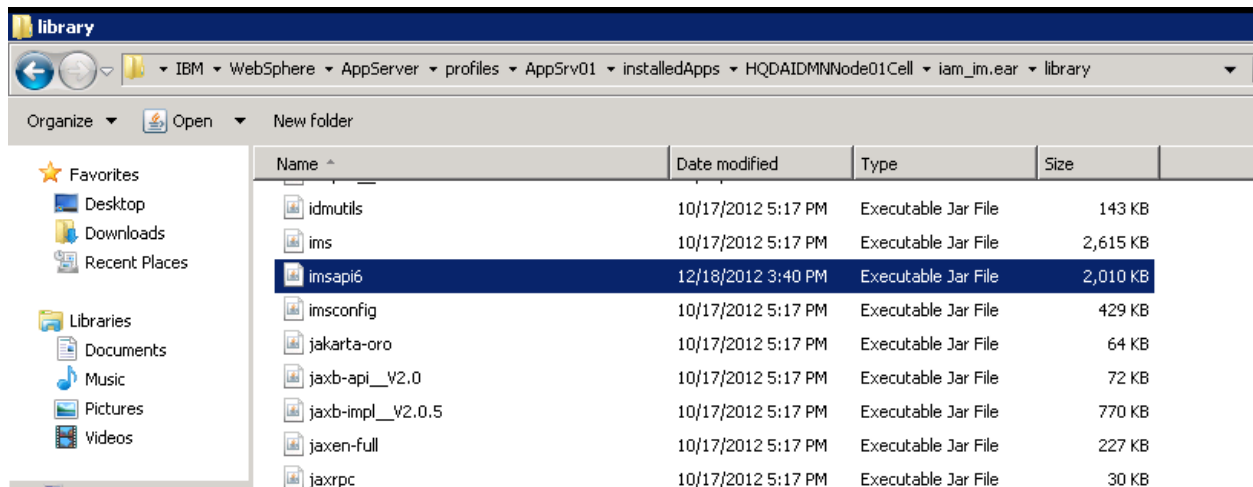 library
IBM WebSphere AppServer profiles AppSrv01 installedApps HQDAIDMNNode01Cell iam_im.ear library
Organize Open New folder
Favorites
Desktop
Downloads
Recent Places
Libraries
Documents
Music
Pictures
Videos
Name Date modified Type Size
idmutils 10/17/2012 5:17 PM Executable Jar File 143 KB
ims 10/17/2012 5:17 PM Executable Jar File 2,615 KB
imsapi6 12/18/2012 3:40 PM Executable Jar File 2,010 KB
imsconfig 10/17/2012 5:17 PM Executable Jar File 429 KB
jakarta-oro 10/17/2012 5:17 PM Executable Jar File 64 KB
jaxb-api__V2.0 10/17/2012 5:17 PM Executable Jar File 72 KB
jaxb-impl__V2.0.5 10/17/2012 5:17 PM Executable Jar File 770 KB
jaxen-full 10/17/2012 5:17 PM Executable Jar File 227 KB
jaxrpc 10/17/2012 5:17 PM Executable Jar File 30 KB